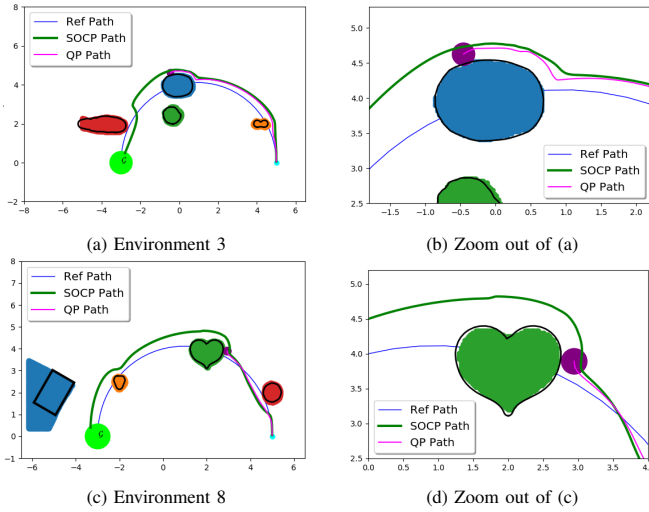 Ref Path
SOCP Path
QP Path
8
6
4
2
0
−2
−8 −6 −4 −2 0 2 4 6
(a) Environment 3
5.0
4.5
4.0
3.5
3.0
2.5
−1.5 −1.0 −0.5 0.0 0.5 1.0 1.5 2.0
Ref Path
SOCP Path
QP Path
(b) Zoom out of (a)
Ref Path
SOCP Path
QP Path
8
7
6
5
4
3
2
1
0
−1
−6 −4 −2 0 2 4 6
G
(c) Environment 8
5.0
4.5
4.0
3.5
3.0
2.5
0.0 0.5 1.0 1.5 2.0 2.5 3.0 3.5 4.0
Ref Path
SOCP Path
QP Path
(d) Zoom out of (c)